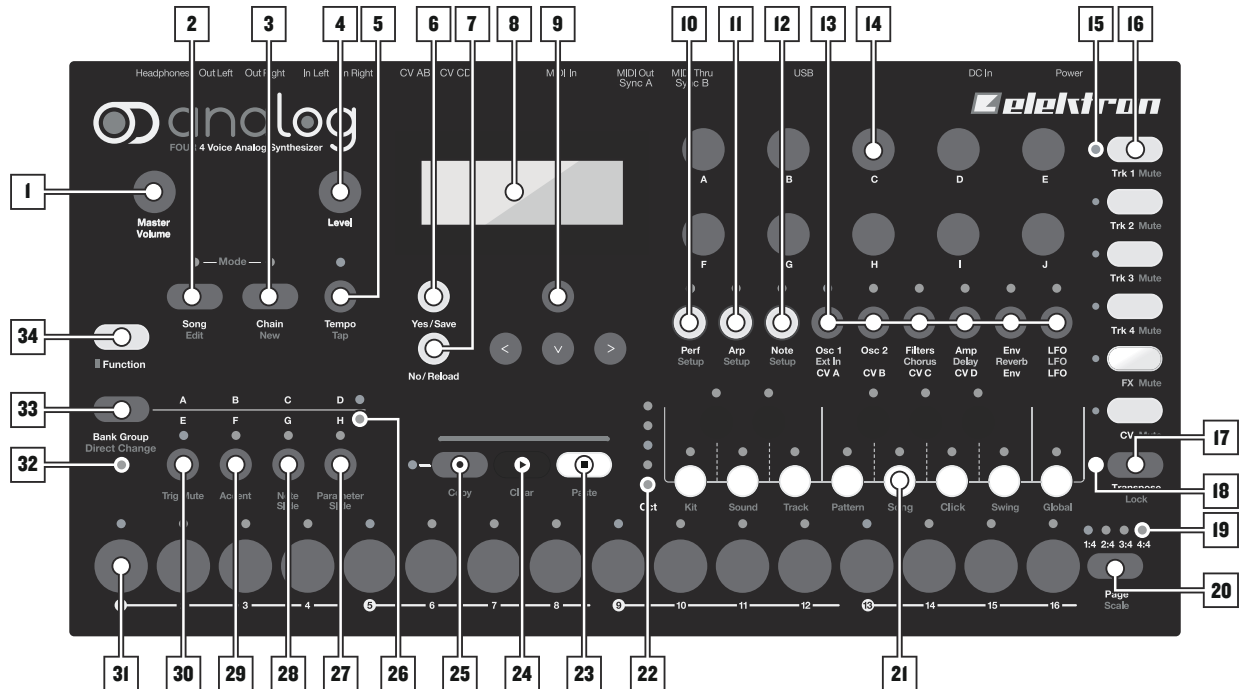 2 3 4 5 6 7 8 9 10 11 12 13 14 15 16
Headphones Out Left Out Right In Left In Right CV AB CV CD MIDI In MIDI Out MIDI Thru USB DC In Power
Sync A Sync B
analog
FOUR 4 Voice Analog Synthesizer
elektron
A B C D E
Trk 1 Mute
1
Master
Volume
Level
Trk 2 Mute
F G H I J
Trk 3 Mute
Mode
Song Chain Tempo Yes/Save
Edit New Tap
Trk 4 Mute
Perf Arp Note Osc 1 Osc 2 Filters Amp Env LFO
Setup Setup Setup Ext In Chorus Delay Reverb LFO
CV A CV B CV C CV D Env LFO
34
Function
No/Reload
< v >
FX Mute
A B C D
E F G H
33
Bank Group
Direct Change
CV Mute
17
32
Transpose
Lock
18
Trig Mute Accent Note Parameter
Slide Slide
Copy Clear Paste
Oct
Kit Sound Track Pattern Song Click Swing Global
1:4 2:4 3:4 4:4
19
Page
Scale
20
3 4 5 6 7 8 9 10 11 12 13 14 15 16
31 30 29 28 27 26 25 24 23 22 21